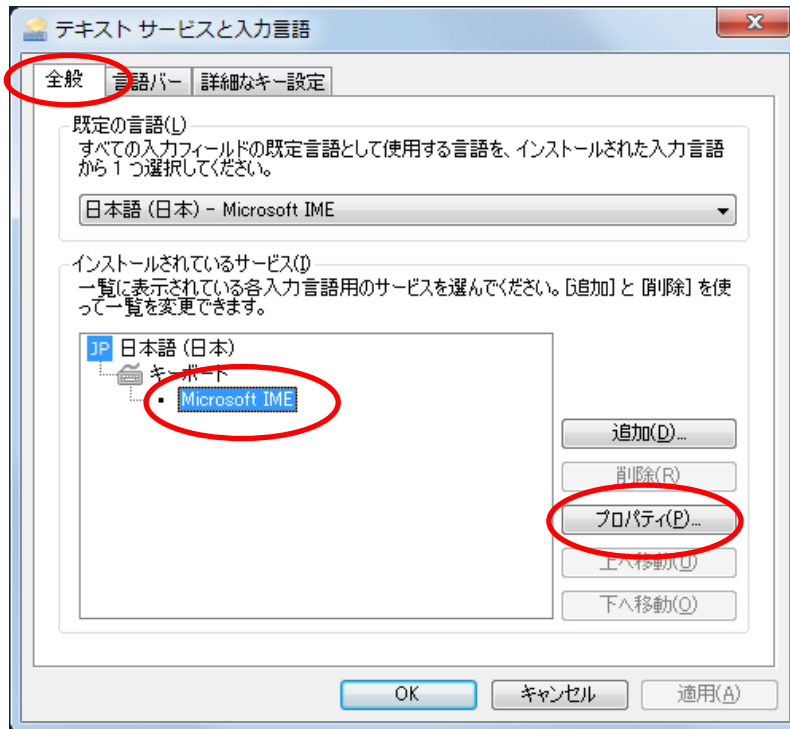 テキスト サービスと入力言語
全般
言語バー
詳細なキー設定
既定の言語(L)
すべての入力フィールドの既定言語として使用する言語を、インストールされた入力言語
から 1 つ選択してください。
日本語 (日本) - Microsoft IME
インストールされているサービス(I)
一覧に表示されている各入力言語用のサービスを選んでください。[追加] と [削除] を使
って一覧を変更できます。
JP 日本語 (日本)
キーボード
Microsoft IME
追加(D)...
削除(R)
プロパティ(P)...
上へ移動(U)
下へ移動(O)
OK
キャンセル
適用(A)